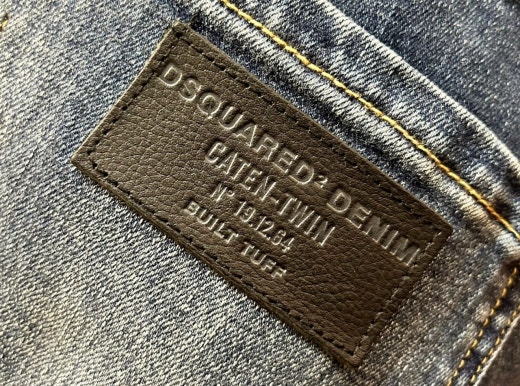 DSQUARED² DENIM
CATEN-TWIN
Nº 19.12.64
BUILT TUFF